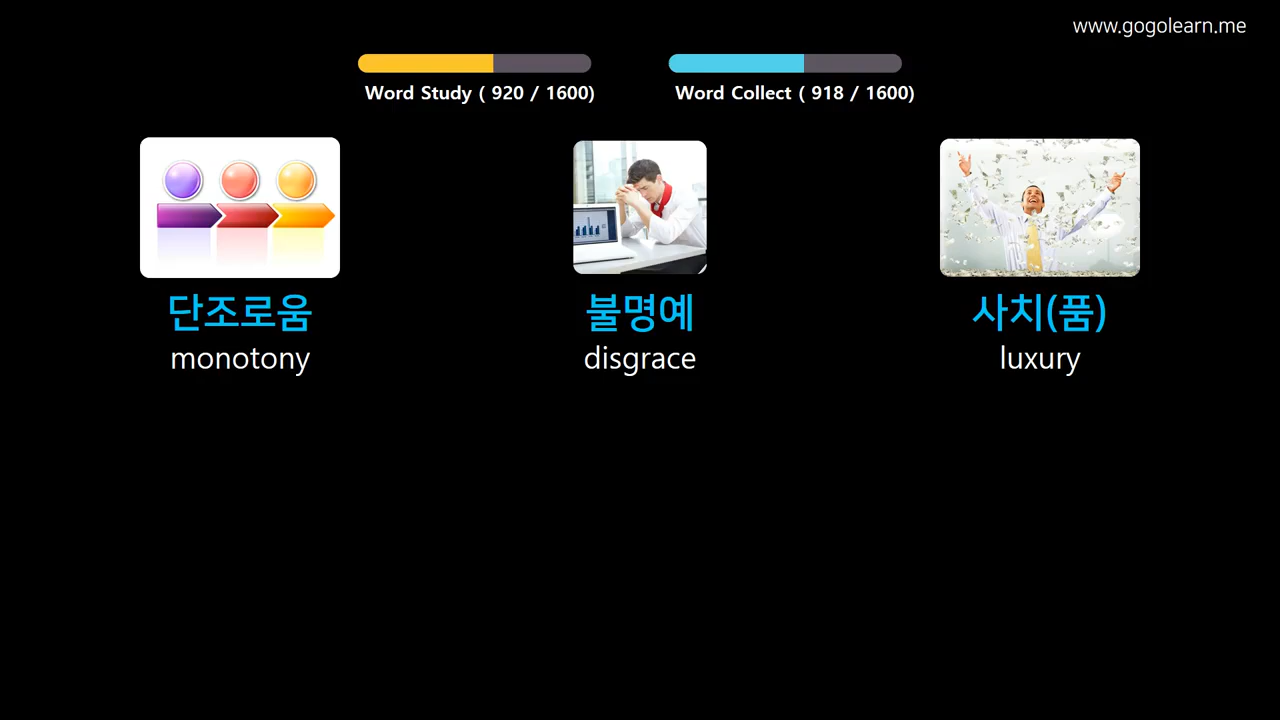 www.gogolearn.me
Word Study ( 920 / 1600)
Word Collect ( 918 / 1600)
단조로움
monotony
불명예
disgrace
사치(품)
luxury